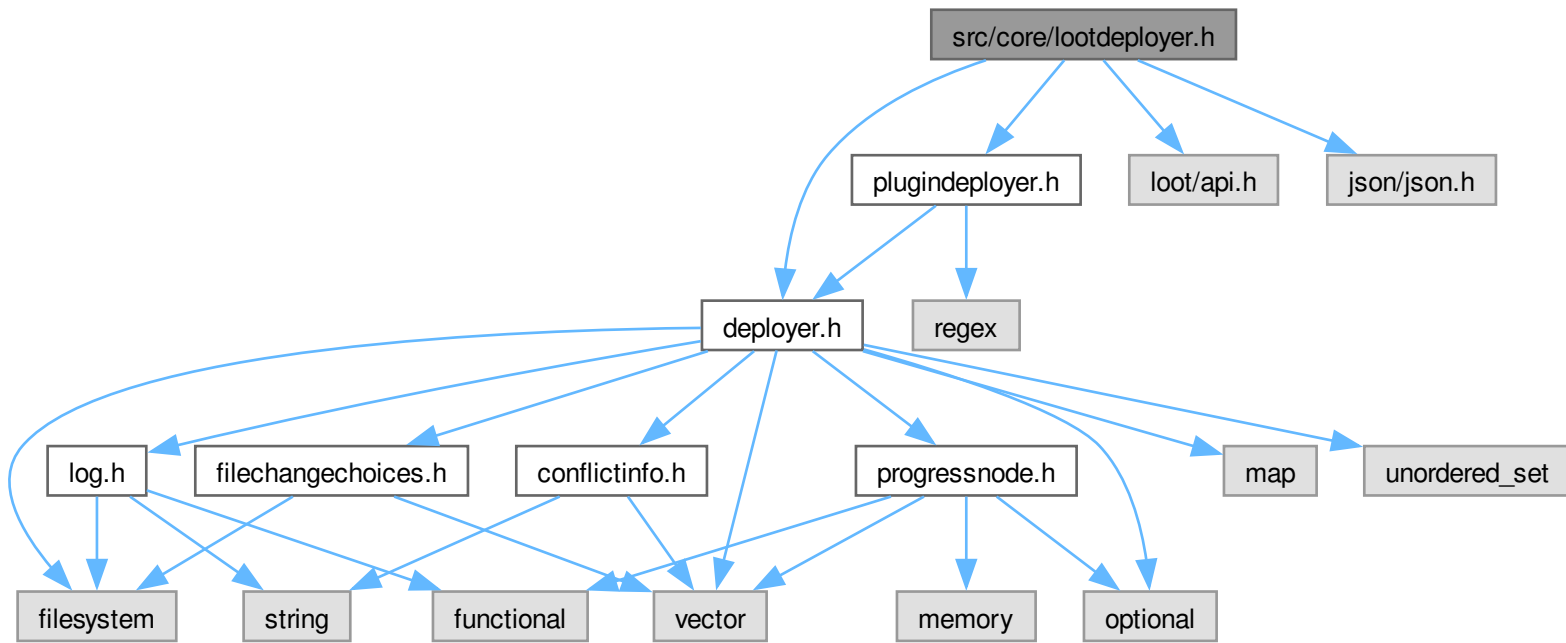 src/core/lootdeployer.h
plugindeployer.h
loot/api.h
json/json.h
deployer.h
regex
log.h
filechangechoices.h
conflictinfo.h
progressnode.h
map
unordered_set
filesystem
string
functional
vector
memory
optional